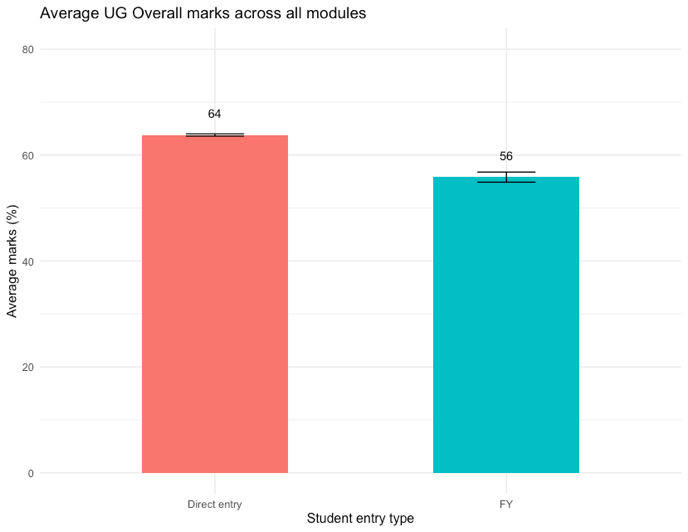 Average UG Overall marks across all modules
80
60
40
20
0
Average marks (%)
64
56
Direct entry
FY
Student entry type